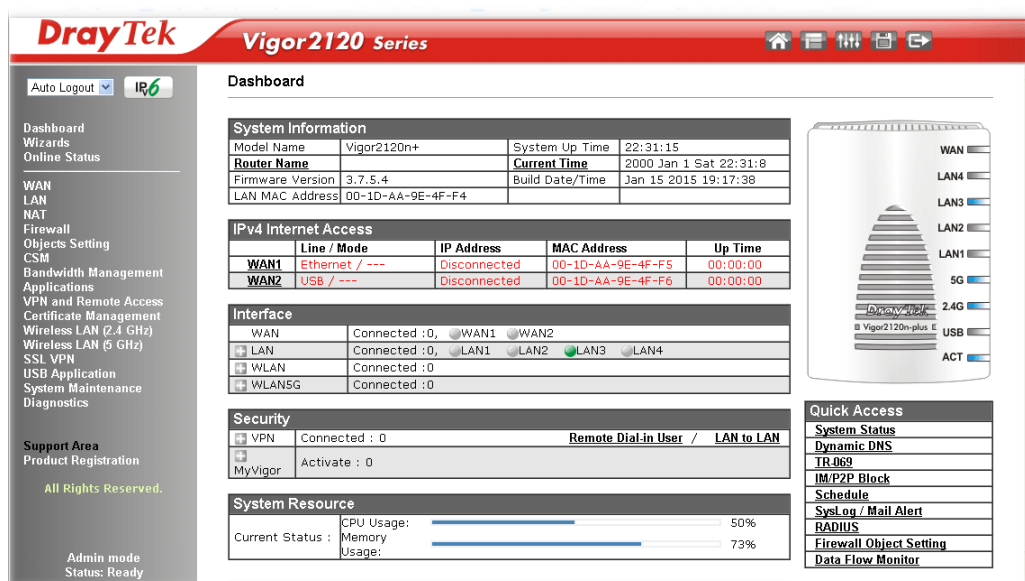 DrayTek
Vigor2120 Series
Auto Logout
IPv6
Dashboard
Wizards
Online Status
WAN
LAN
NAT
Firewall
Objects Setting
CSM
Bandwidth Management
Applications
VPN and Remote Access
Certificate Management
Wireless LAN (2.4 GHz)
Wireless LAN (5 GHz)
SSL VPN
USB Application
System Maintenance
Diagnostics
Support Area
Product Registration
All Rights Reserved.
Admin mode
Status: Ready
Dashboard
System Information
Model Name Vigor2120n+ System Up Time 22:31:15
Router Name Current Time 2000 Jan 1 Sat 22:31:8
Firmware Version 3.7.5.4 Build Date/Time Jan 15 2015 19:17:38
LAN MAC Address 00-1D-AA-9E-4F-F4
IPv4 Internet Access
Line / Mode IP Address MAC Address Up Time
WAN1 Ethernet / --- Disconnected 00-1D-AA-9E-4F-F5 00:00:00
WAN2 USB / --- Disconnected 00-1D-AA-9E-4F-F6 00:00:00
Interface
WAN Connected :0, WAN1 WAN2
LAN Connected :0, LAN1 LAN2 LAN3 LAN4
WLAN Connected :0
WLAN5G Connected :0
Security
VPN Connected : 0 Remote Dial-in User / LAN to LAN
MyVigor Activate : 0
System Resource
Current Status :
CPU Usage: 50%
Memory Usage: 73%
WAN
LAN4
LAN3
LAN2
LAN1
5G
2.4G
USB
ACT
DrayTek
Vigor2120n-plus
Quick Access
System Status
Dynamic DNS
TR-069
IM/P2P Block
Schedule
SysLog / Mail Alert
RADIUS
Firewall Object Setting
Data Flow Monitor